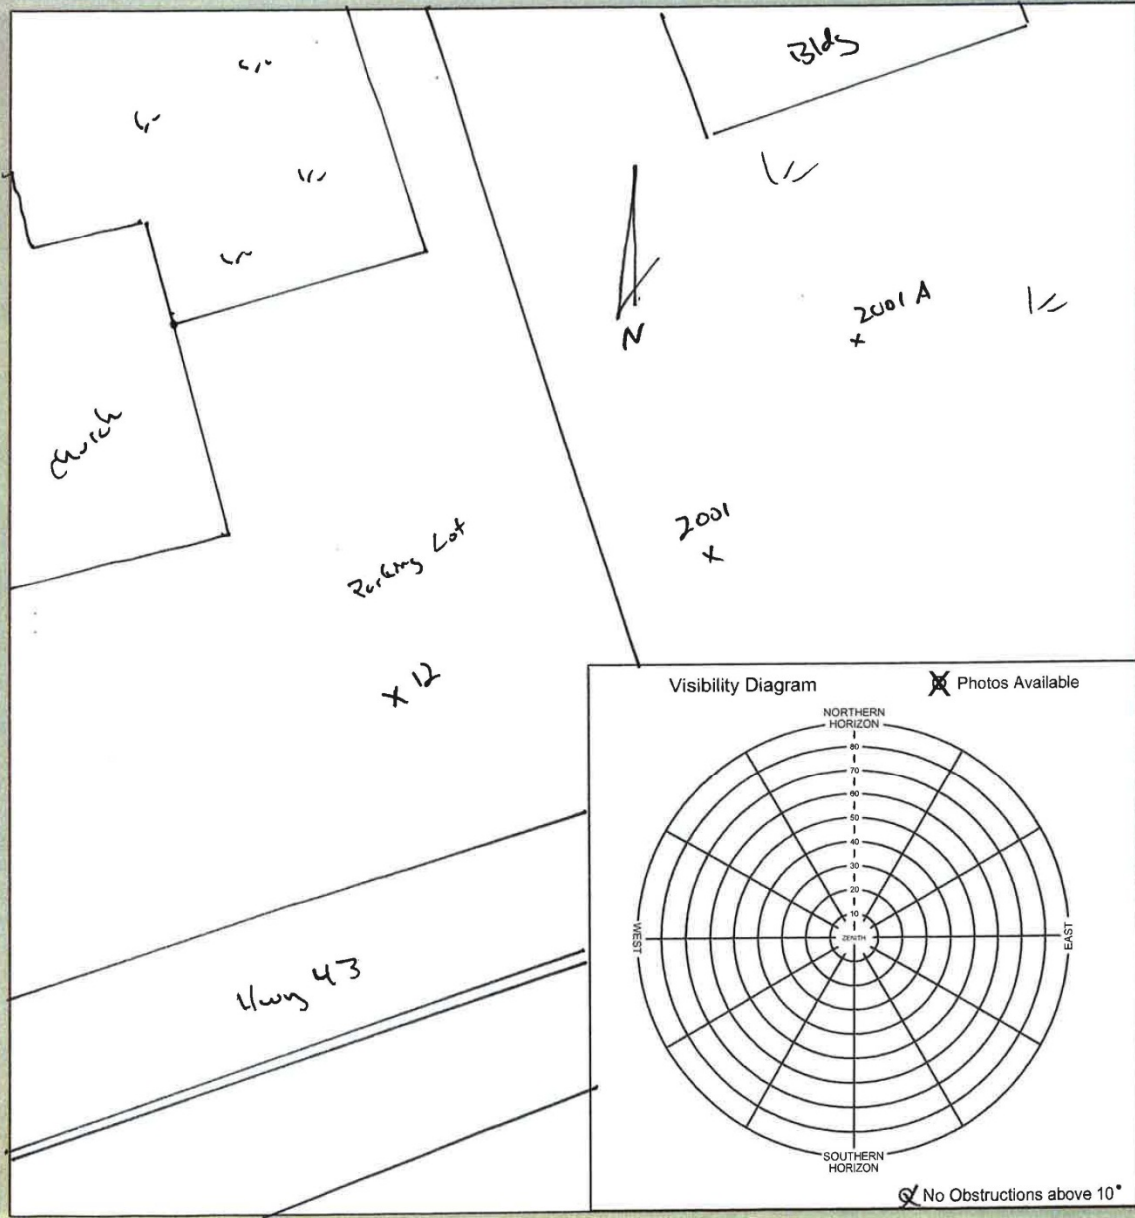 Bldg
N
2001 A
Church
2001
Parking Lot
x 12
Hwy 43
Visibility Diagram
Photos Available
NORTHERN
HORIZON
80
70
60
50
40
30
20
10
ZENITH
WEST
EAST
SOUTHERN
HORIZON
No Obstructions above 10°